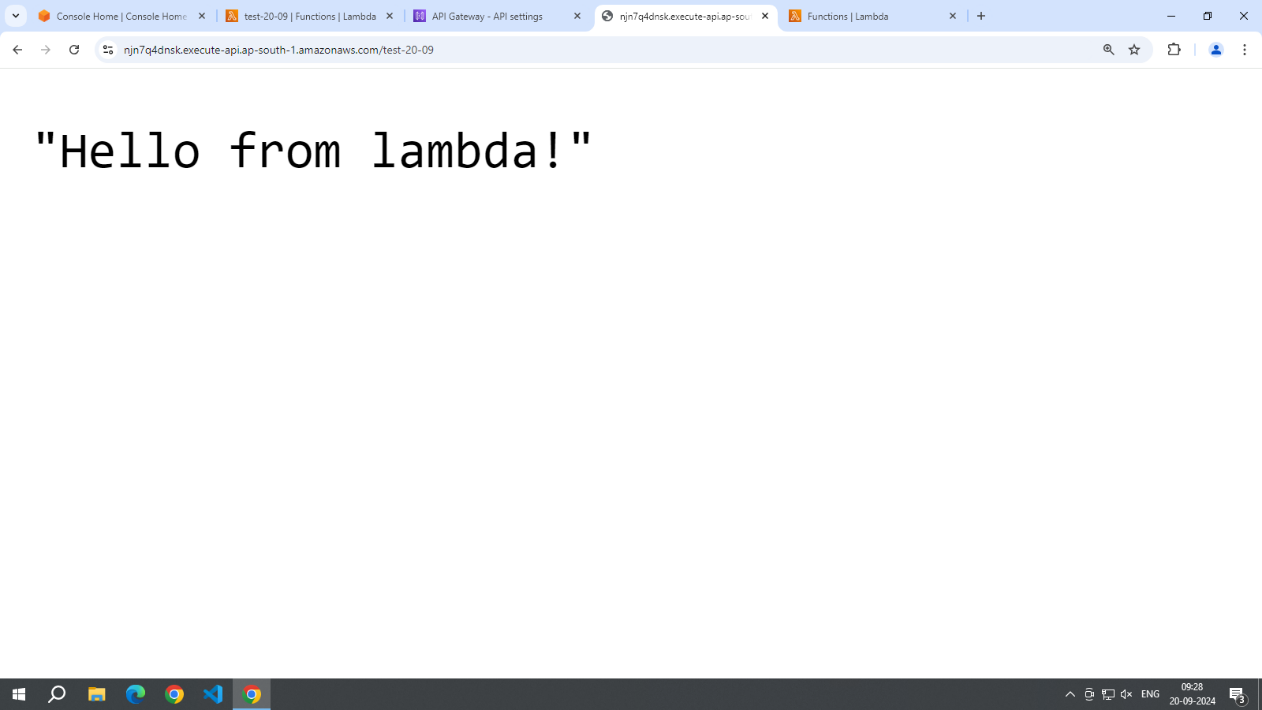 Console Home | Console Home
test-20-09 | Functions | Lambda
API Gateway - API settings
njn7q4dnsk.execute-api.ap-sou
Functions | Lambda
njn7q4dnsk.execute-api.ap-south-1.amazonaws.com/test-20-09
"Hello from lambda!"
ENG
09:28
20-09-2024
3